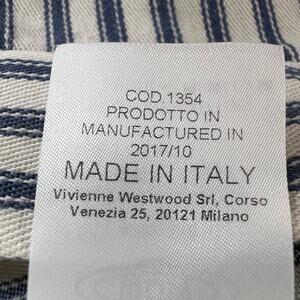 COD.1354
PRODOTTO IN
MANUFACTURED IN
2017/10
MADE IN ITALY
Vivienne Westwood Srl, Corso
Venezia 25, 20121 Milano